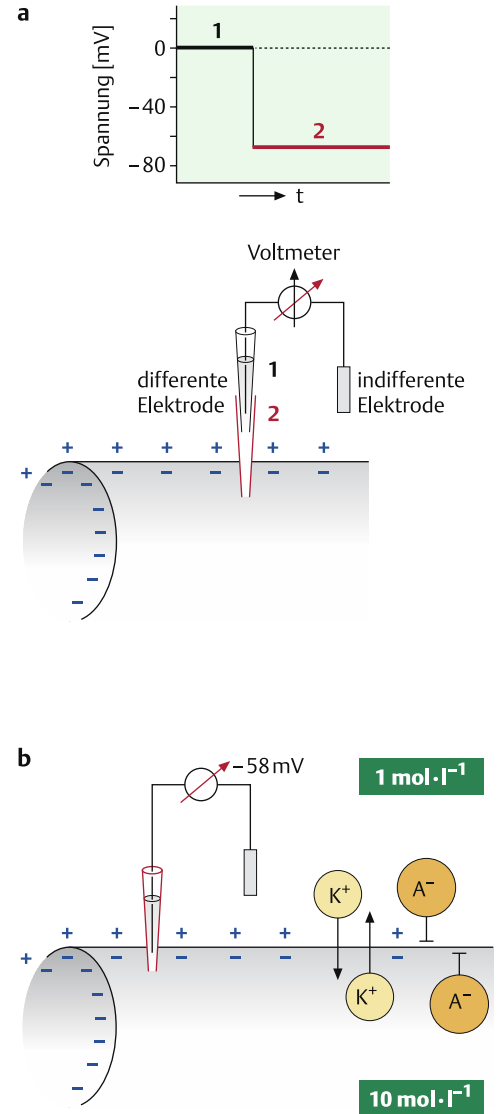 a
1
0
−40
2
−80
Spannung [mV]
t
Voltmeter
1
differente
Elektrode
2
indifferente
Elektrode
+ + + + + +
− − − − −
+
−
−
−
−
−
−
−
b
−58 mV
1 mol·l⁻¹
K⁺
A⁻
+ + + + + +
− − − − −
+
−
−
−
−
−
−
K⁺
A⁻
10 mol·l⁻¹